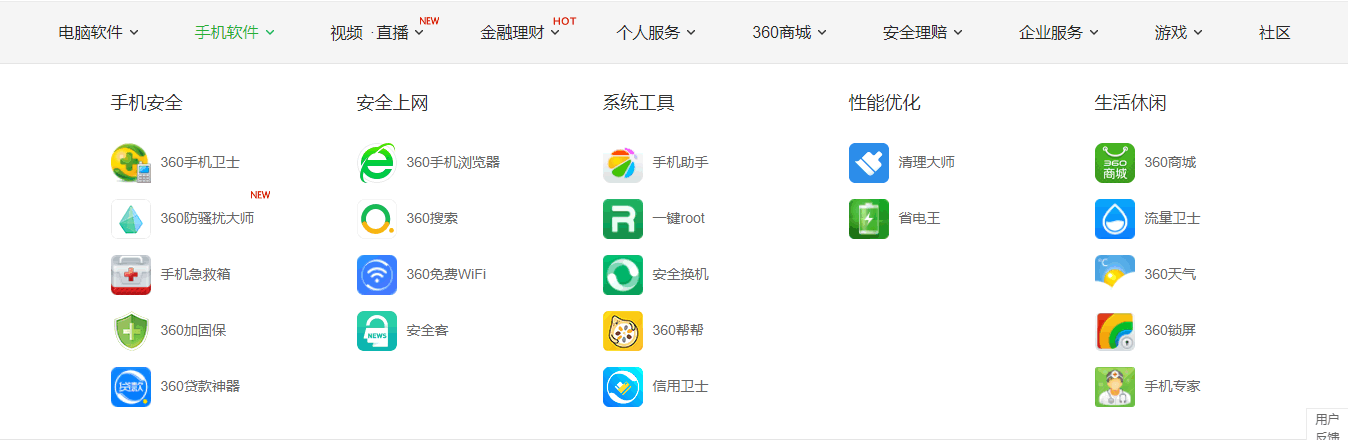 电脑软件
手机软件
视频 · 直播 NEW
金融理财 HOT
个人服务
360商城
安全理赔
企业服务
游戏
社区
手机安全
360手机卫士
360防骚扰大师 NEW
手机急救箱
360加固保
贷款
360贷款神器
安全上网
360手机浏览器
360搜索
360免费WiFi
NEWS
安全客
系统工具
手机助手
R
一键root
安全换机
360帮帮
信用卫士
性能优化
清理大师
省电王
生活休闲
360
商城
360商城
流量卫士
°C
360天气
360锁屏
手机专家
用户
反馈